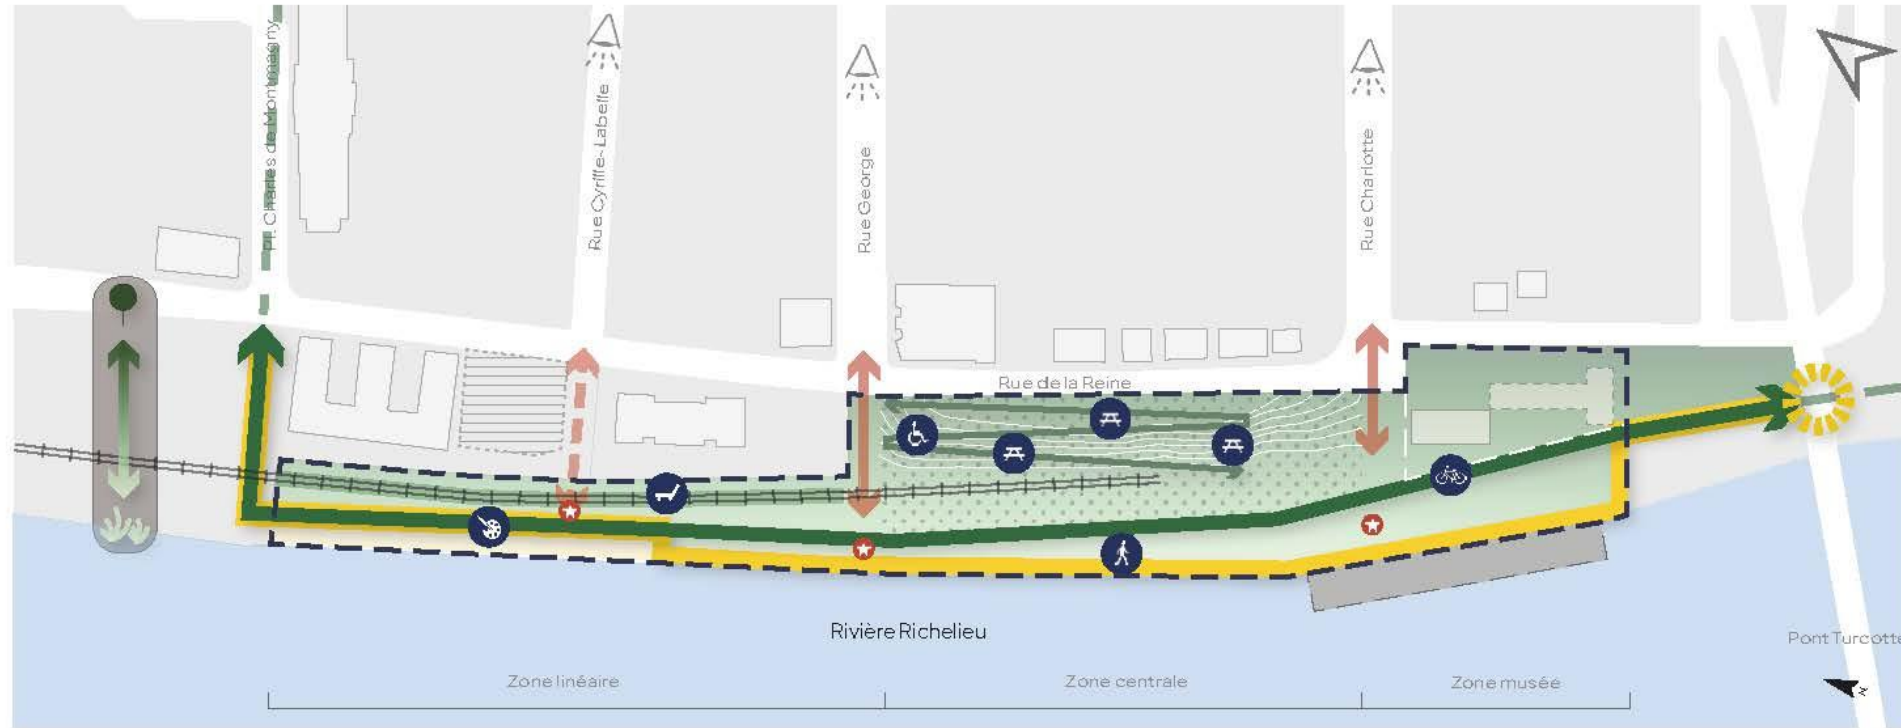 Pl. Charles de Montmagny
Rue Cyrille-Labelle
Rue George
Rue Charlotte
Rue de la Reine
Rivière Richelieu
Pont Turcotte
Zone linéaire
Zone centrale
Zone musée
N